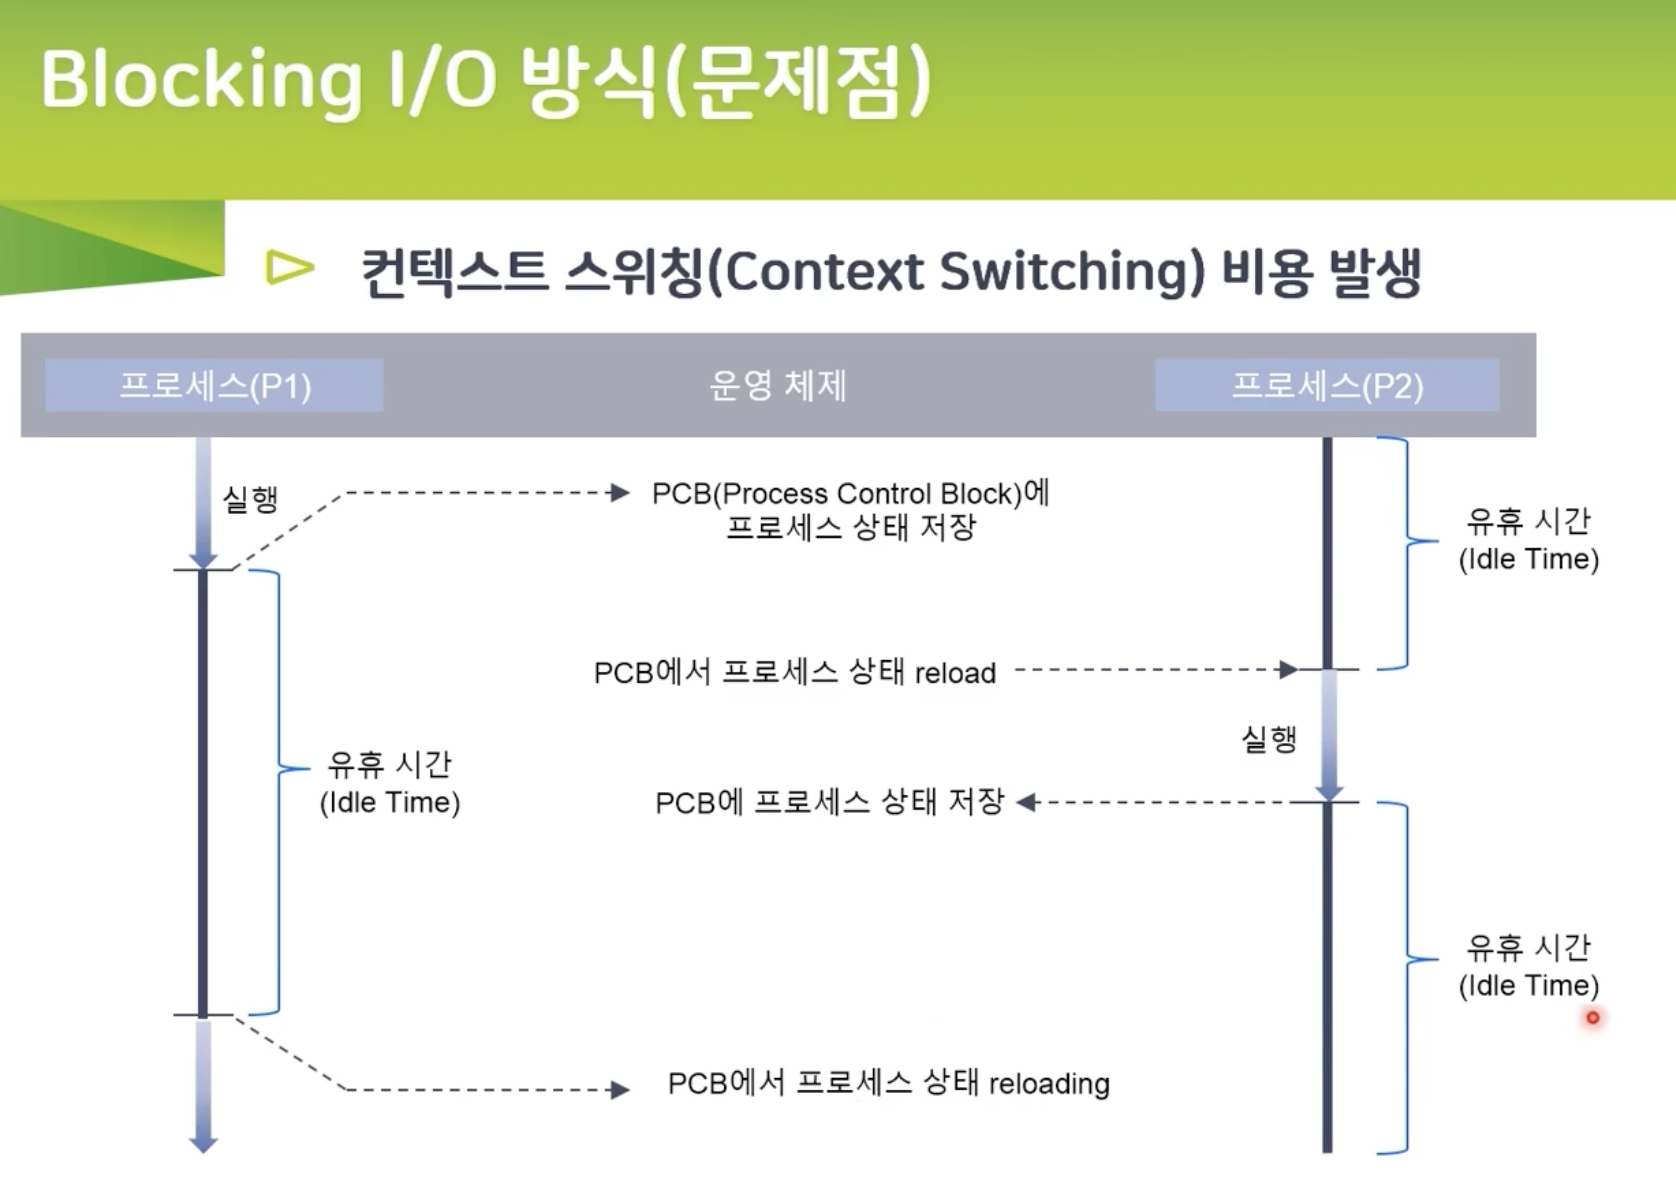 Blocking I/O 방식(문제점)
컨텍스트 스위칭(Context Switching) 비용 발생
프로세스(P1)
운영 체제
프로세스(P2)
실행
PCB(Process Control Block)에
프로세스 상태 저장
유휴 시간
(Idle Time)
PCB에서 프로세스 상태 reload
실행
유휴 시간
(Idle Time)
PCB에 프로세스 상태 저장
유휴 시간
(Idle Time)
PCB에서 프로세스 상태 reloading